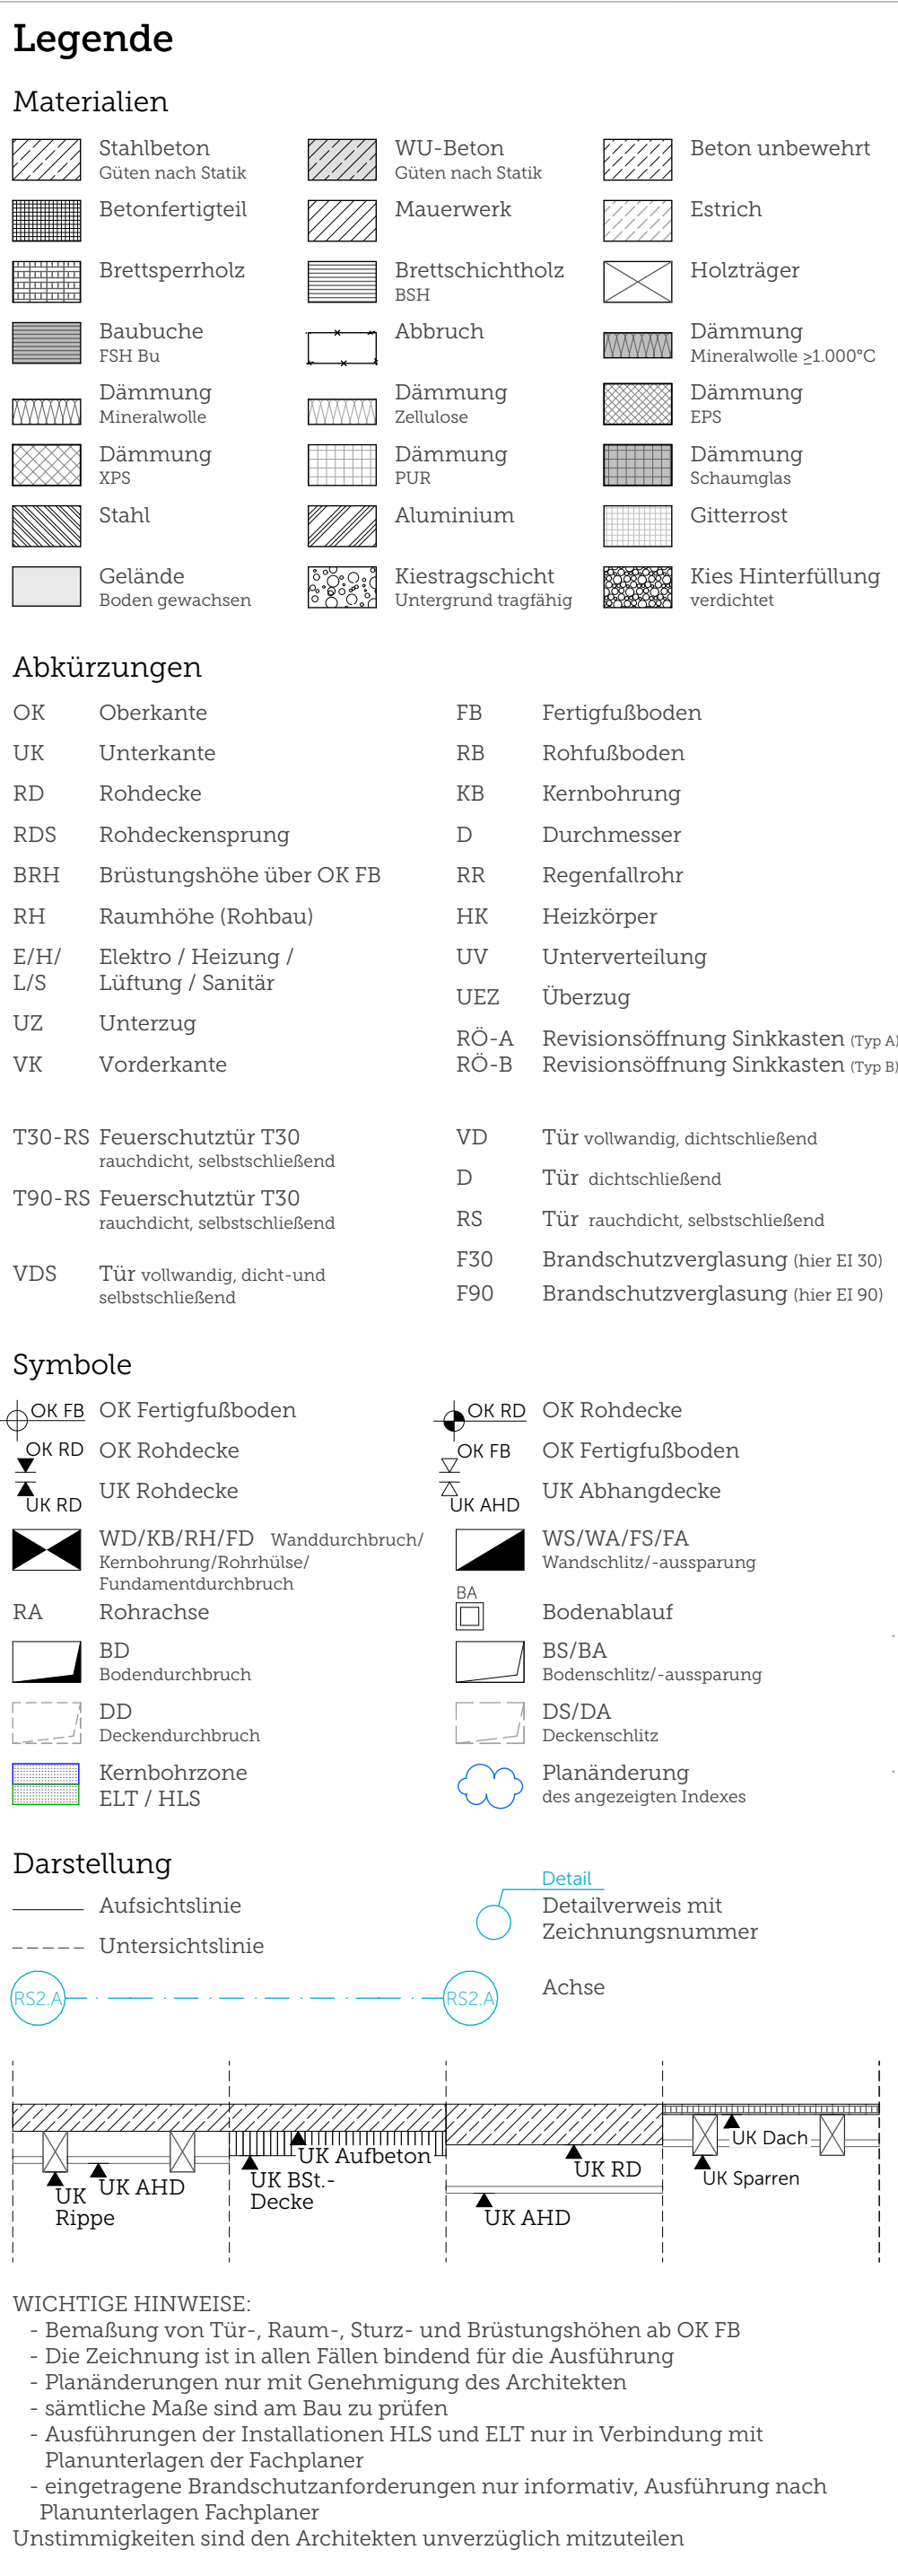 Legende
Materialien
Stahlbeton
Güten nach Statik
WU-Beton
Güten nach Statik
Beton unbewehrt
Betonfertigteil
Mauerwerk
Estrich
Brettsperrholz
Brettschichtholz
BSH
Holzträger
Baubuche
FSH Bu
Abbruch
Dämmung
Mineralwolle ≥1.000°C
Dämmung
Mineralwolle
Dämmung
Zellulose
Dämmung
EPS
Dämmung
XPS
Dämmung
PUR
Dämmung
Schaumglas
Stahl
Aluminium
Gitterrost
Gelände
Boden gewachsen
Kiestragschicht
Untergrund tragfähig
Kies Hinterfüllung
verdichtet
Abkürzungen
OK Oberkante
UK Unterkante
RD Rohdecke
RDS Rohdeckensprung
BRH Brüstungshöhe über OK FB
RH Raumhöhe (Rohbau)
E/H/ Elektro / Heizung /
L/S Lüftung / Sanitär
UZ Unterzug
VK Vorderkante
FB Fertigfußboden
RB Rohfußboden
KB Kernbohrung
D Durchmesser
RR Regenfallrohr
HK Heizkörper
UV Unterverteilung
UEZ Überzug
RÖ-A Revisionsöffnung Sinkkasten (Typ A)
RÖ-B Revisionsöffnung Sinkkasten (Typ B)
T30-RS Feuerschutztür T30
rauchdicht, selbstschließend
T90-RS Feuerschutztür T30
rauchdicht, selbstschließend
VDS Tür vollwandig, dicht-und
selbstschließend
VD Tür vollwandig, dichtschließend
D Tür dichtschließend
RS Tür rauchdicht, selbstschließend
F30 Brandschutzverglasung (hier EI 30)
F90 Brandschutzverglasung (hier EI 90)
Symbole
OK FB OK Fertigfußboden
OK RD OK Rohdecke
OK RD OK Rohdecke
OK FB OK Fertigfußboden
UK RD UK Rohdecke
UK AHD UK Abhangdecke
WD/KB/RH/FD Wanddurchbruch/
Kernbohrung/Rohrhülse/
Fundamentdurchbruch
WS/WA/FS/FA
Wandschlitz/-aussparung
RA Rohrachse
BA
Bodenablauf
BD
Bodendurchbruch
BS/BA
Bodenschlitz/-aussparung
DD
Deckendurchbruch
DS/DA
Deckenschlitz
Kernbohrzone
ELT / HLS
Planänderung
des angezeigten Indexes
Darstellung
Aufsichtslinie
Untersichtslinie
Detail
Detailverweis mit
Zeichnungsnummer
RS2.A RS2.A Achse
UK
Rippe
UK AHD
UK Aufbeton
UK BSt.-
Decke
UK RD
UK AHD
UK Dach
UK Sparren
WICHTIGE HINWEISE:
- Bemaßung von Tür-, Raum-, Sturz- und Brüstungshöhen ab OK FB
- Die Zeichnung ist in allen Fällen bindend für die Ausführung
- Planänderungen nur mit Genehmigung des Architekten
- sämtliche Maße sind am Bau zu prüfen
- Ausführungen der Installationen HLS und ELT nur in Verbindung mit
Planunterlagen der Fachplaner
- eingetragene Brandschutzanforderungen nur informativ, Ausführung nach
Planunterlagen Fachplaner
Unstimmigkeiten sind den Architekten unverzüglich mitzuteilen